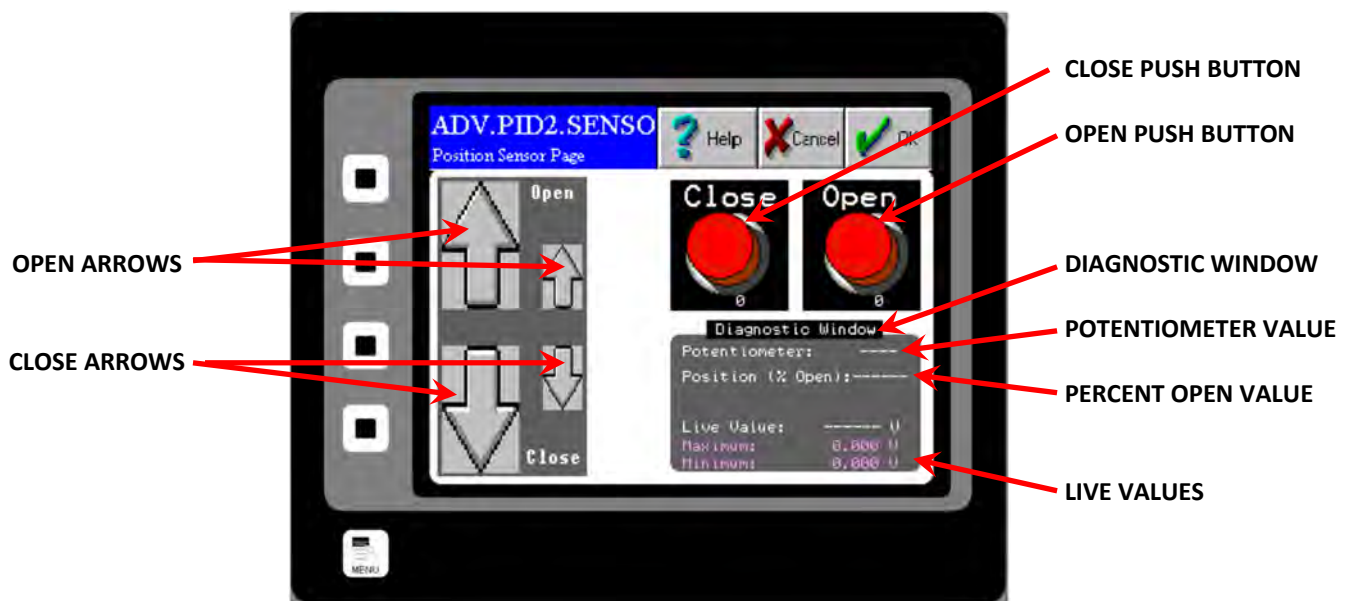 CLOSE PUSH BUTTON
OPEN PUSH BUTTON
ADV.PID2.SENSO
Position Sensor Page
Help
Cancel
OK
Open
Close
Open
0
0
OPEN ARROWS
DIAGNOSTIC WINDOW
Diagnostic Window
Potentiometer: ----
POTENTIOMETER VALUE
CLOSE ARROWS
Position (% Open):------
PERCENT OPEN VALUE
Live Value: ------ V
Maximum: 0.000 V
Minimum: 0.000 V
Close
LIVE VALUES
MENU